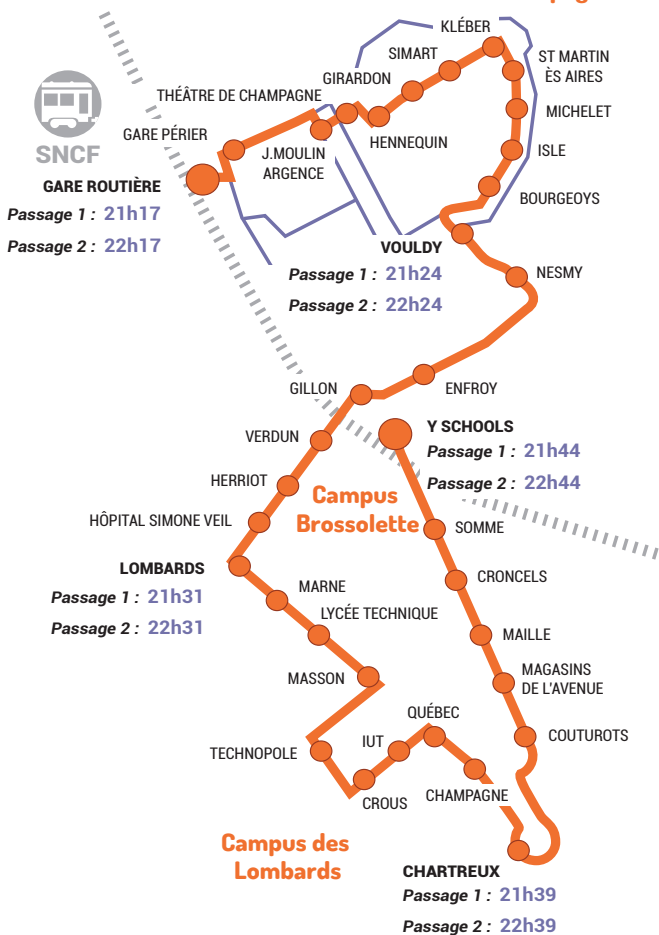 KLÉBER
SIMART
ST MARTIN
ÈS AIRES
GIRARDON
THÉÂTRE DE CHAMPAGNE
MICHELET
GARE PÉRIER
HENNEQUIN
SNCF
J.MOULIN
ARGENCE
ISLE
GARE ROUTIÈRE
Passage 1 : 21h17
Passage 2 : 22h17
BOURGEOYS
VOULDY
Passage 1 : 21h24
Passage 2 : 22h24
NESMY
GILLON
ENFROY
Y SCHOOLS
Passage 1 : 21h44
Passage 2 : 22h44
VERDUN
HERRIOT
Campus
Brossolette
HÔPITAL SIMONE VEIL
SOMME
LOMBARDS
Passage 1 : 21h31
Passage 2 : 22h31
CRONCELS
MARNE
LYCÉE TECHNIQUE
MAILLE
MASSON
MAGASINS
DE L'AVENUE
QUÉBEC
COUTUROTS
TECHNOPOLE
IUT
CROUS
CHAMPAGNE
Campus des
Lombards
CHARTREUX
Passage 1 : 21h39
Passage 2 : 22h39